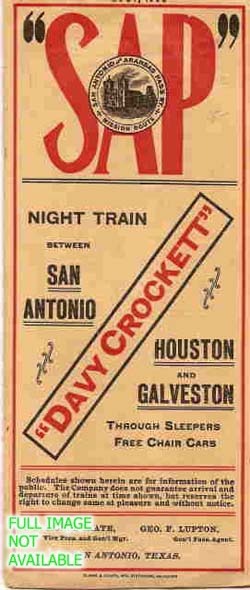 "SAP"
SAN ANTONIO AND ARANSAS PASS RY.
MISSION ROUTE
NIGHT TRAIN
BETWEEN
SAN
ANTONIO
"DAVY CROCKETT"
HOUSTON
AND
GALVESTON
THROUGH SLEEPERS
FREE CHAIR CARS
Schedules shown herein are for information of the
public. The Company does not guarantee arrival and
departure of trains at time shown, but reserves the
right to change same at pleasure and without notice.
GEO. F. LUPTON,
Vice Pres. and Gen'l Mgr. Gen'l Pass. Agent.
N ANTONIO, TEXAS.
FULL IMAGE
NOT
AVAILABLE